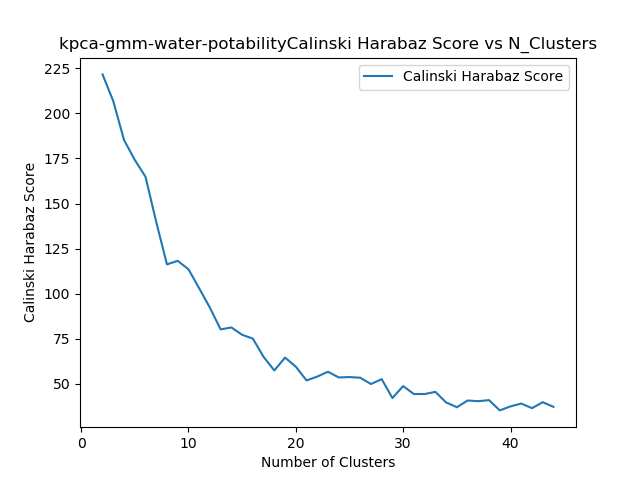 kpca-gmm-water-potabilityCalinski Harabaz Score vs N_Clusters
Calinski Harabaz Score
225
200
175
150
125
100
75
50
Calinski Harabaz Score
0 10 20 30 40
Number of Clusters